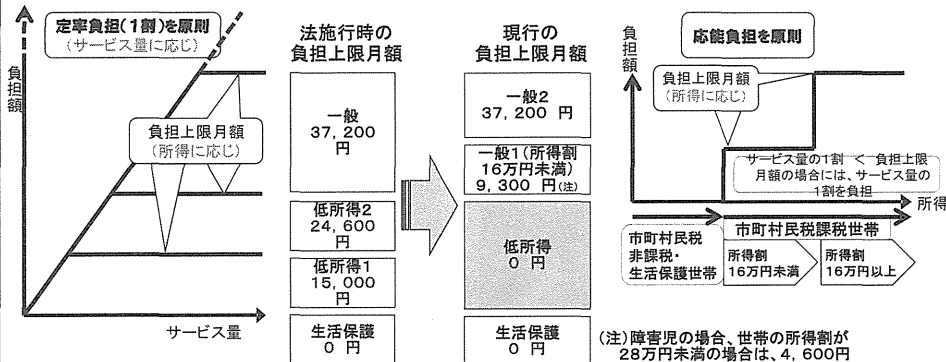 定率負担(1割)を原則
(サービス量に応じ)
負担額
負担上限月額
(所得に応じ)
サービス量
法施行時の
負担上限月額
一般
37,200
円
低所得2
24,600
円
低所得1
15,000
円
生活保護
0 円
現行の
負担上限月額
一般2
37,200 円
一般1(所得割
16万円未満)
9,300 円(注)
低所得
0 円
生活保護
0 円
応能負担を原則
負担額
負担上限月額
(所得に応じ)
サービス量の1割 < 負担上限
月額の場合には、サービス量の
1割を負担
所得
市町村民税
非課税・
生活保護世帯
市町村民税課税世帯
所得割
16万円未満
所得割
16万円以上
(注)障害児の場合、世帯の所得割が
28万円未満の場合は、4,600円